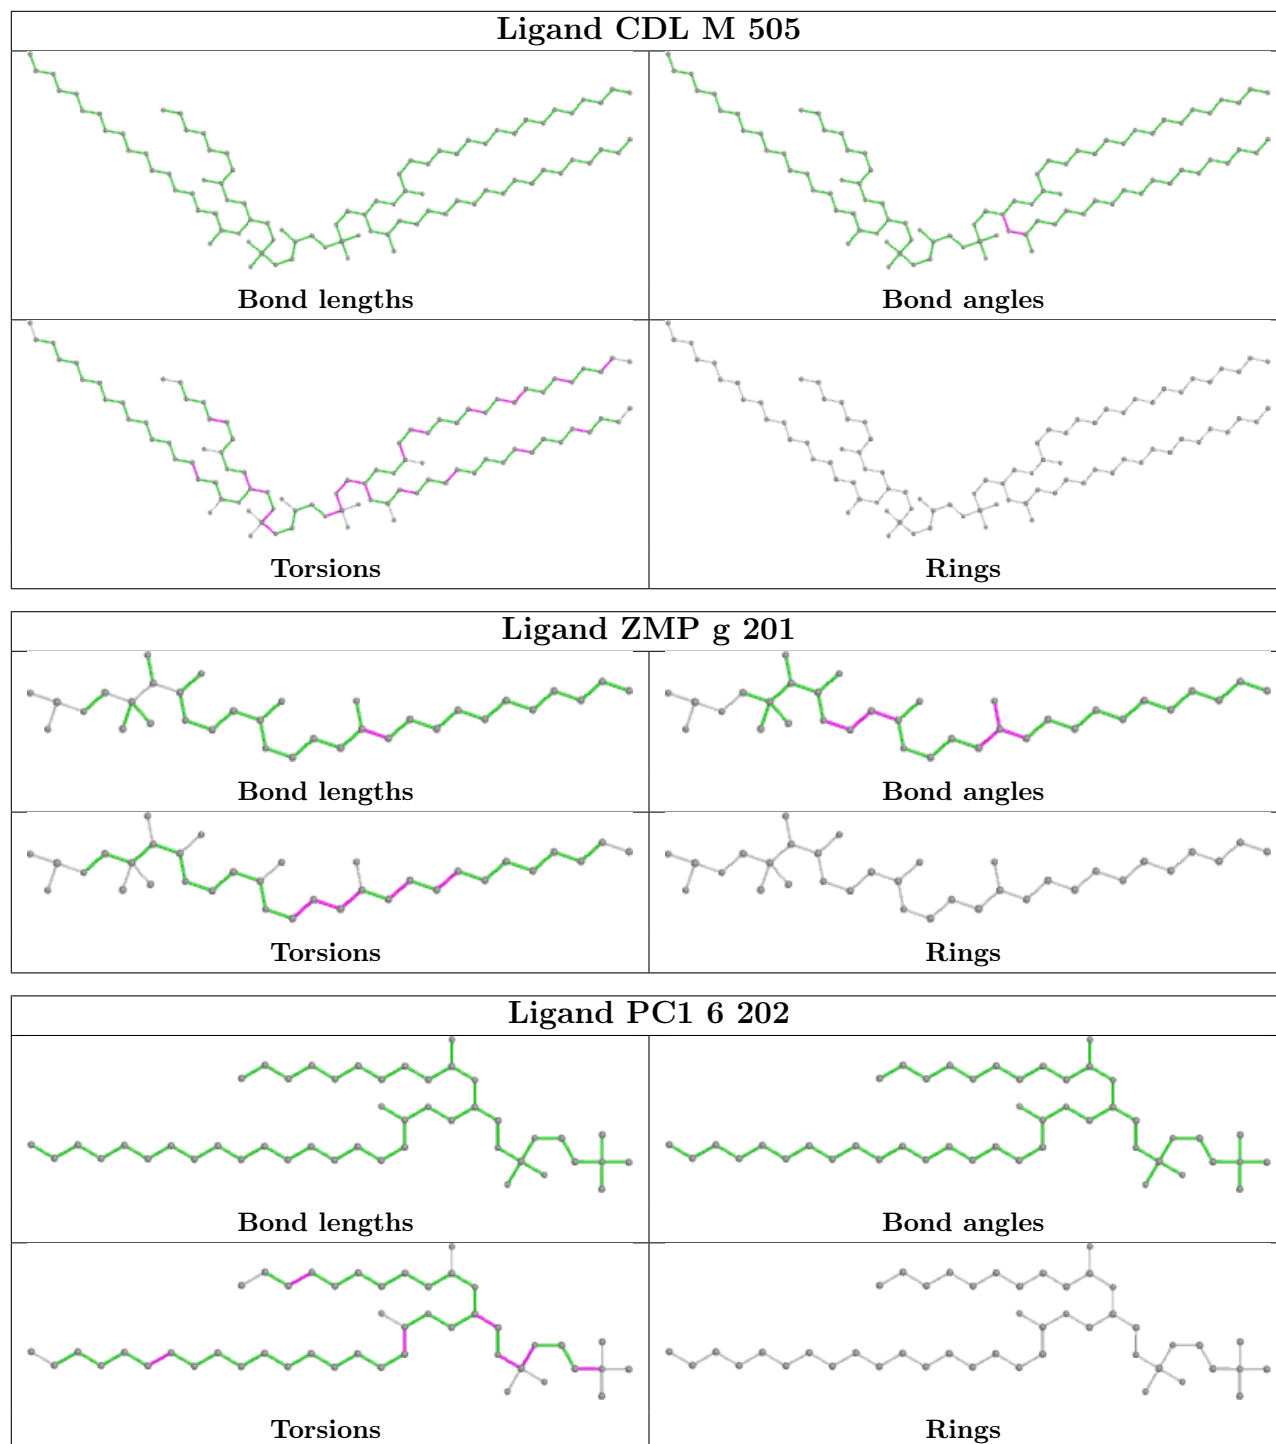 Ligand CDL M 505
Bond lengths
Bond angles
Torsions
Rings
Ligand ZMP g 201
Bond lengths
Bond angles
Torsions
Rings
Ligand PC1 6 202
Bond lengths
Bond angles
Torsions
Rings